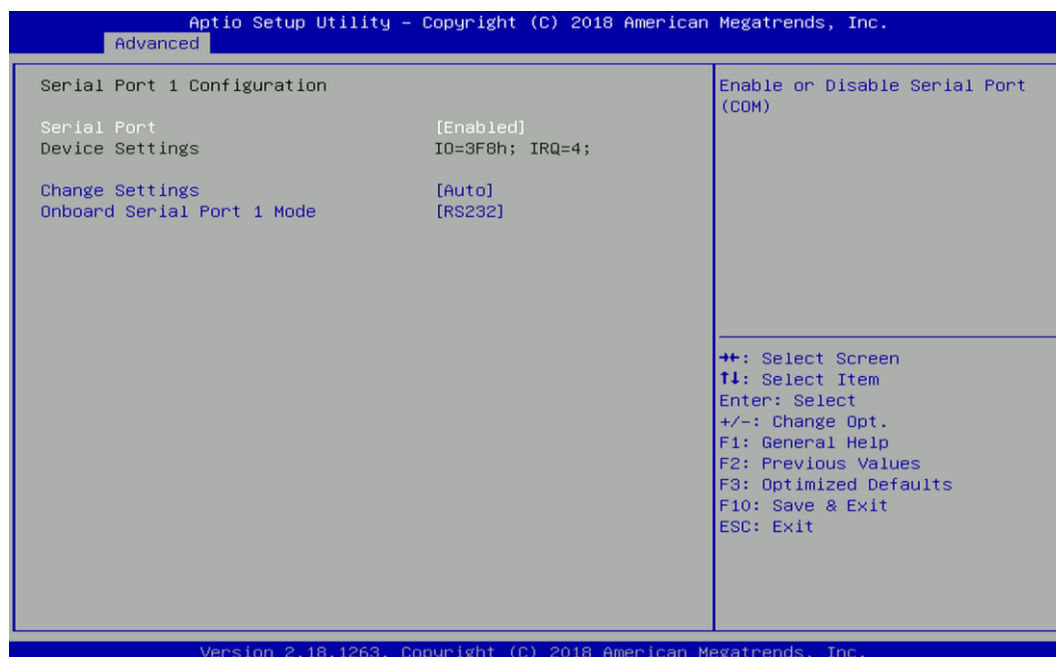 Aptio Setup Utility – Copyright (C) 2018 American Megatrends, Inc.
Advanced
Serial Port 1 Configuration
Serial Port [Enabled]
Device Settings IO=3F8h; IRQ=4;
Change Settings [Auto]
Onboard Serial Port 1 Mode [RS232]
Enable or Disable Serial Port
(COM)
→←: Select Screen
↑↓: Select Item
Enter: Select
+/-: Change Opt.
F1: General Help
F2: Previous Values
F3: Optimized Defaults
F10: Save & Exit
ESC: Exit
Version 2.18.1263. Copyright (C) 2018 American Megatrends, Inc.